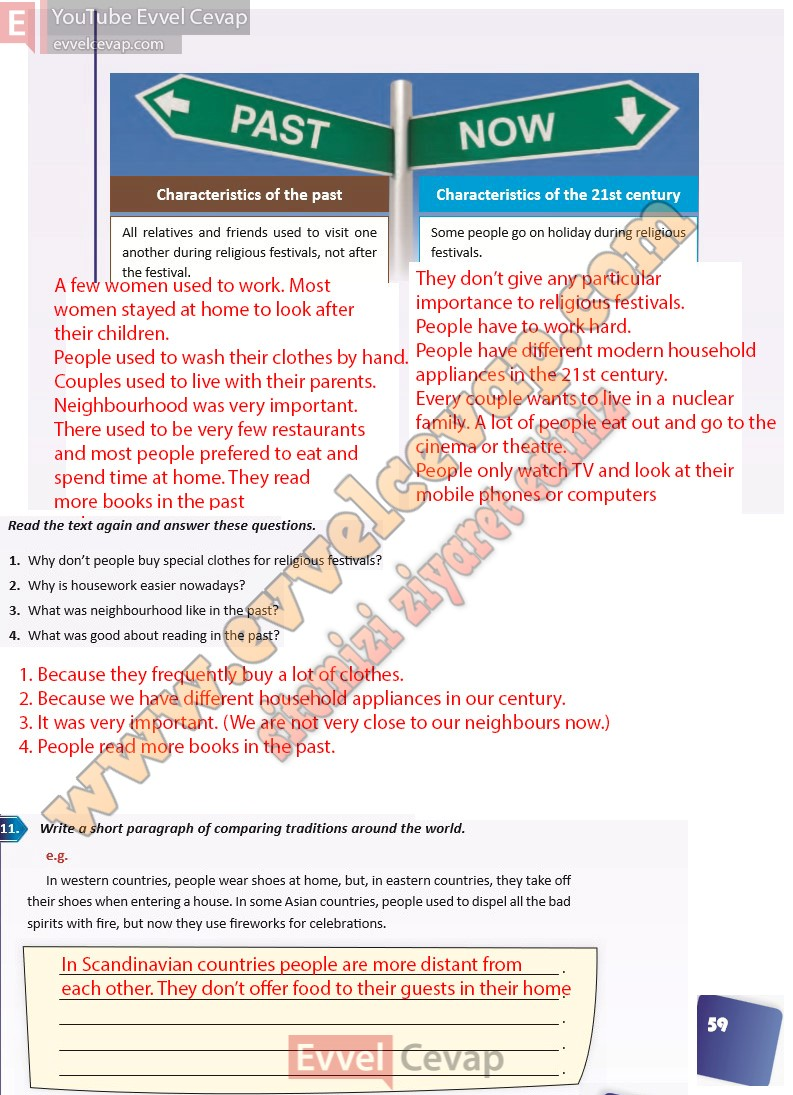 YouTube Evvel Cevap
evvelcevap.com
PAST
NOW
Characteristics of the past
Characteristics of the 21st century
All relatives and friends used to visit one
another during religious festivals, not after
the festival.
Some people go on holiday during religious
festivals.
A few women used to work. Most
women stayed at home to look after
their children.
People used to wash their clothes by hand.
Couples used to live with their parents.
Neighbourhood was very important.
There used to be very few restaurants
and most people prefered to eat and
spend time at home. They read
more books in the past
They don't give any particular
importance to religious festivals.
People have to work hard.
People have different modern household
appliances in the 21st century.
Every couple wants to live in a nuclear
family. A lot of people eat out and go to the
cinema or theatre.
People only watch TV and look at their
mobile phones or computers
www.evvelcevap.com
sitemizi ziyaret ediniz
Read the text again and answer these questions.
1. Why don't people buy special clothes for religious festivals?
2. Why is housework easier nowadays?
3. What was neighbourhood like in the past?
4. What was good about reading in the past?
1. Because they frequently buy a lot of clothes.
2. Because we have different household appliances in our century.
3. It was very important. (We are not very close to our neighbours now.)
4. People read more books in the past.
11. Write a short paragraph of comparing traditions around the world.
e.g.
In western countries, people wear shoes at home, but, in eastern countries, they take off
their shoes when entering a house. In some Asian countries, people used to dispel all the bad
spirits with fire, but now they use fireworks for celebrations.
In Scandinavian countries people are more distant from
each other. They don't offer food to their guests in their home
59
Evvel Cevap